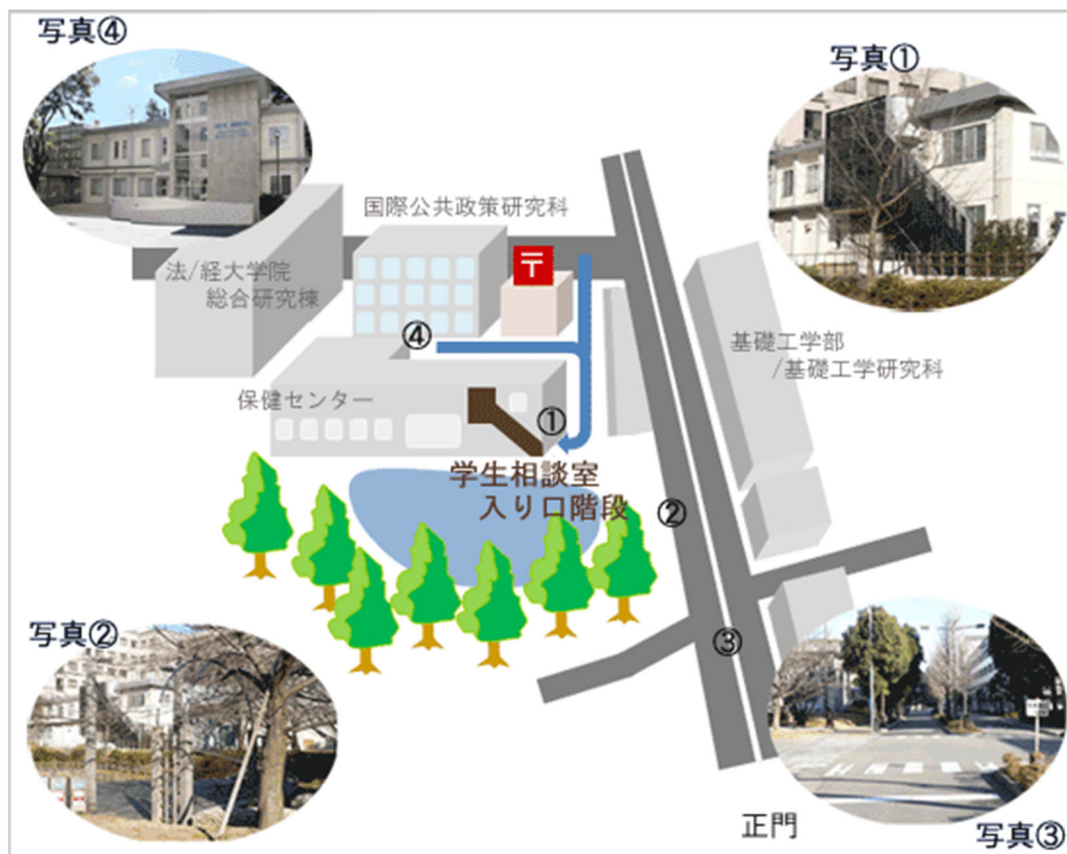 写真④
写真①
国際公共政策研究科
〒
法/経大学院
総合研究棟
④
基礎工学部
/基礎工学研究科
保健センター
①
学生相談室
入り口階段
②
写真②
③
正門
写真③